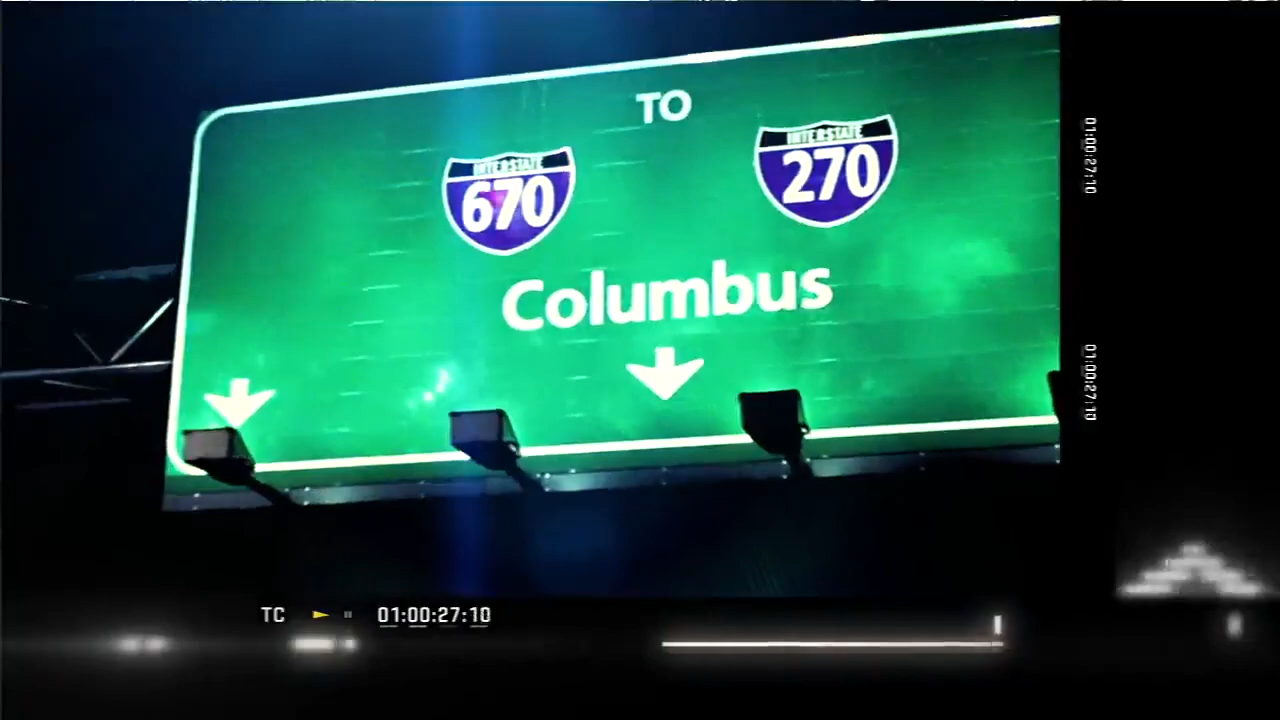 TO
INTERSTATE
670
INTERSTATE
270
Columbus
01:00:27:10
01:00:27:10
TC 01:00:27:10